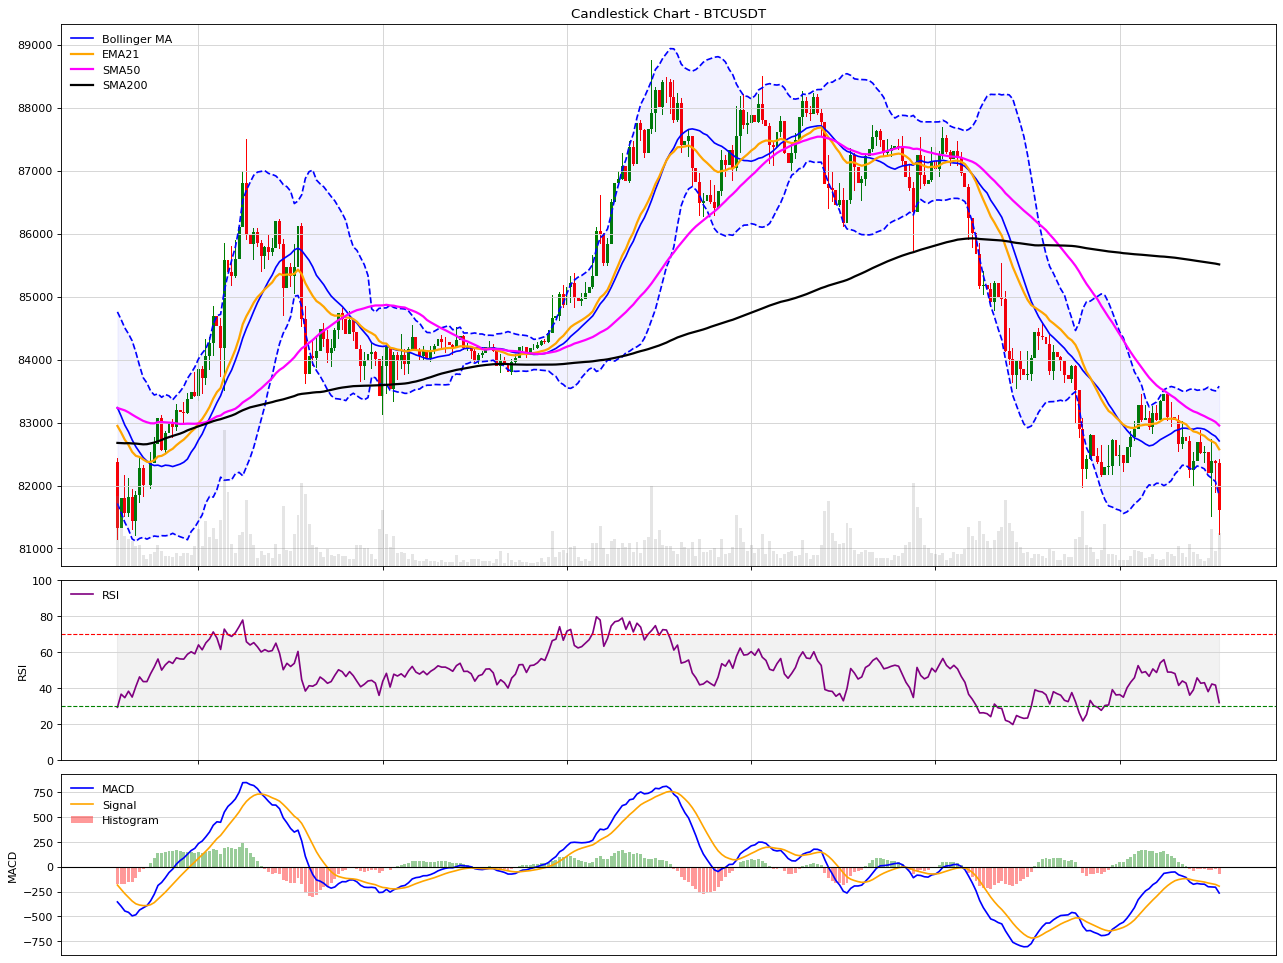 Candlestick Chart - BTCUSDT
Bollinger MA
EMA21
SMA50
SMA200
89000
88000
87000
86000
85000
84000
83000
82000
81000
RSI
RSI
100
80
60
40
20
0
MACD
Signal
Histogram
MACD
750
500
250
0
−250
−500
−750